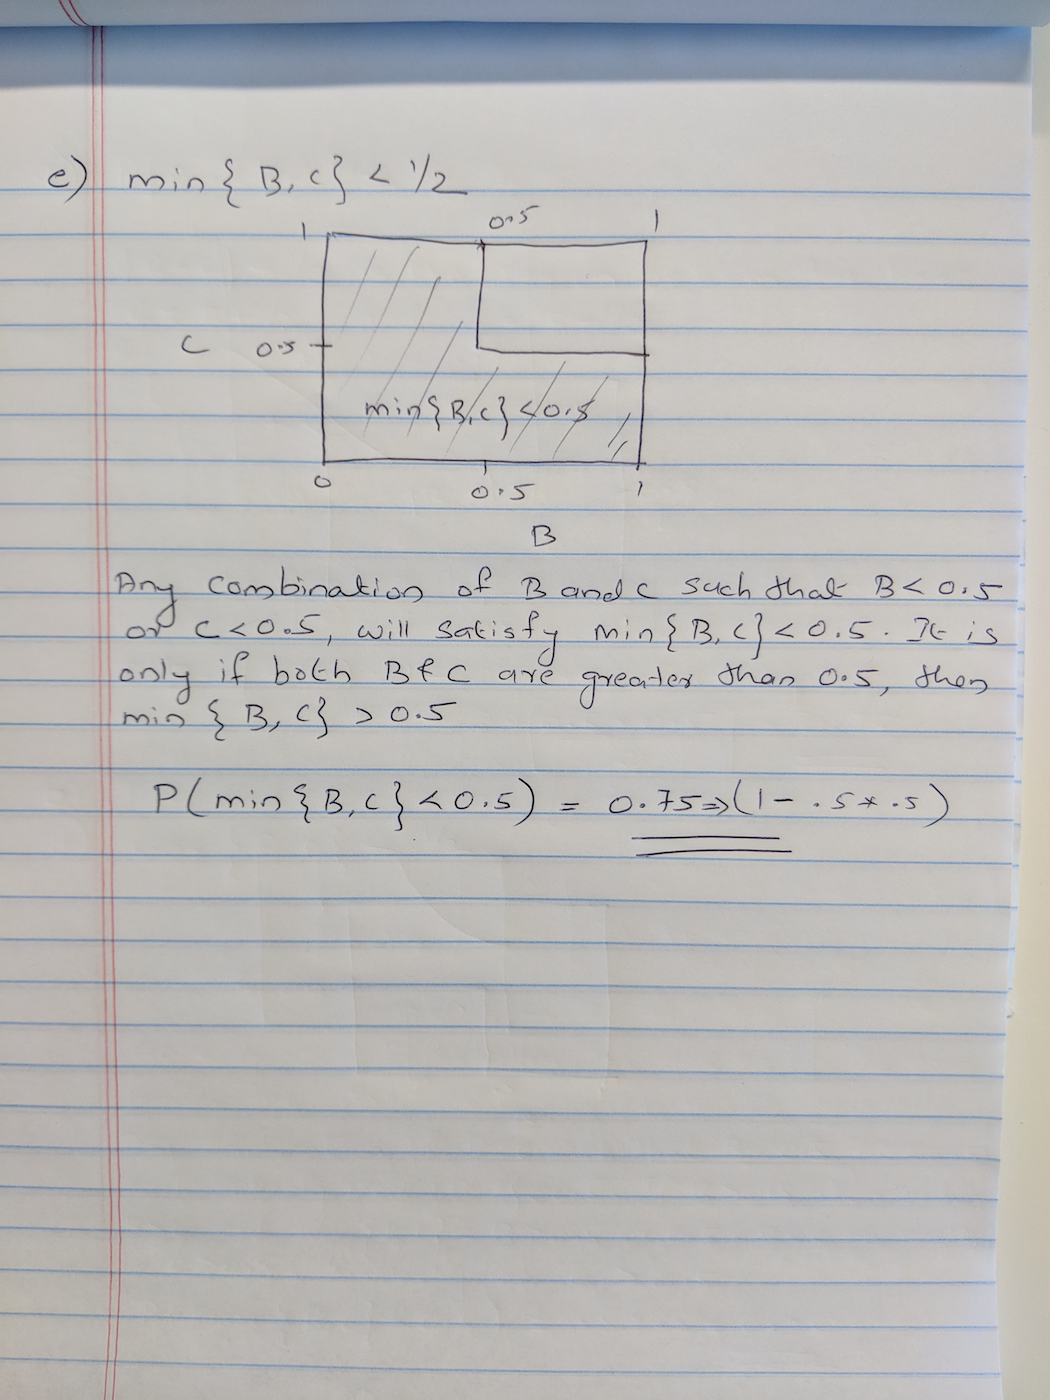 e) min{B,C} < 1/2
0.5
1
1
C
0.5
min{B,C} < 0.5
0
0.5
1
B
Any combination of B and C such that B < 0.5
or C < 0.5, will satisfy min{B,C} < 0.5. It is
only if both B & C are greater than 0.5, then
min {B, C} > 0.5
P(min{B,C} < 0.5) = 0.75 => (1 - .5 * .5)